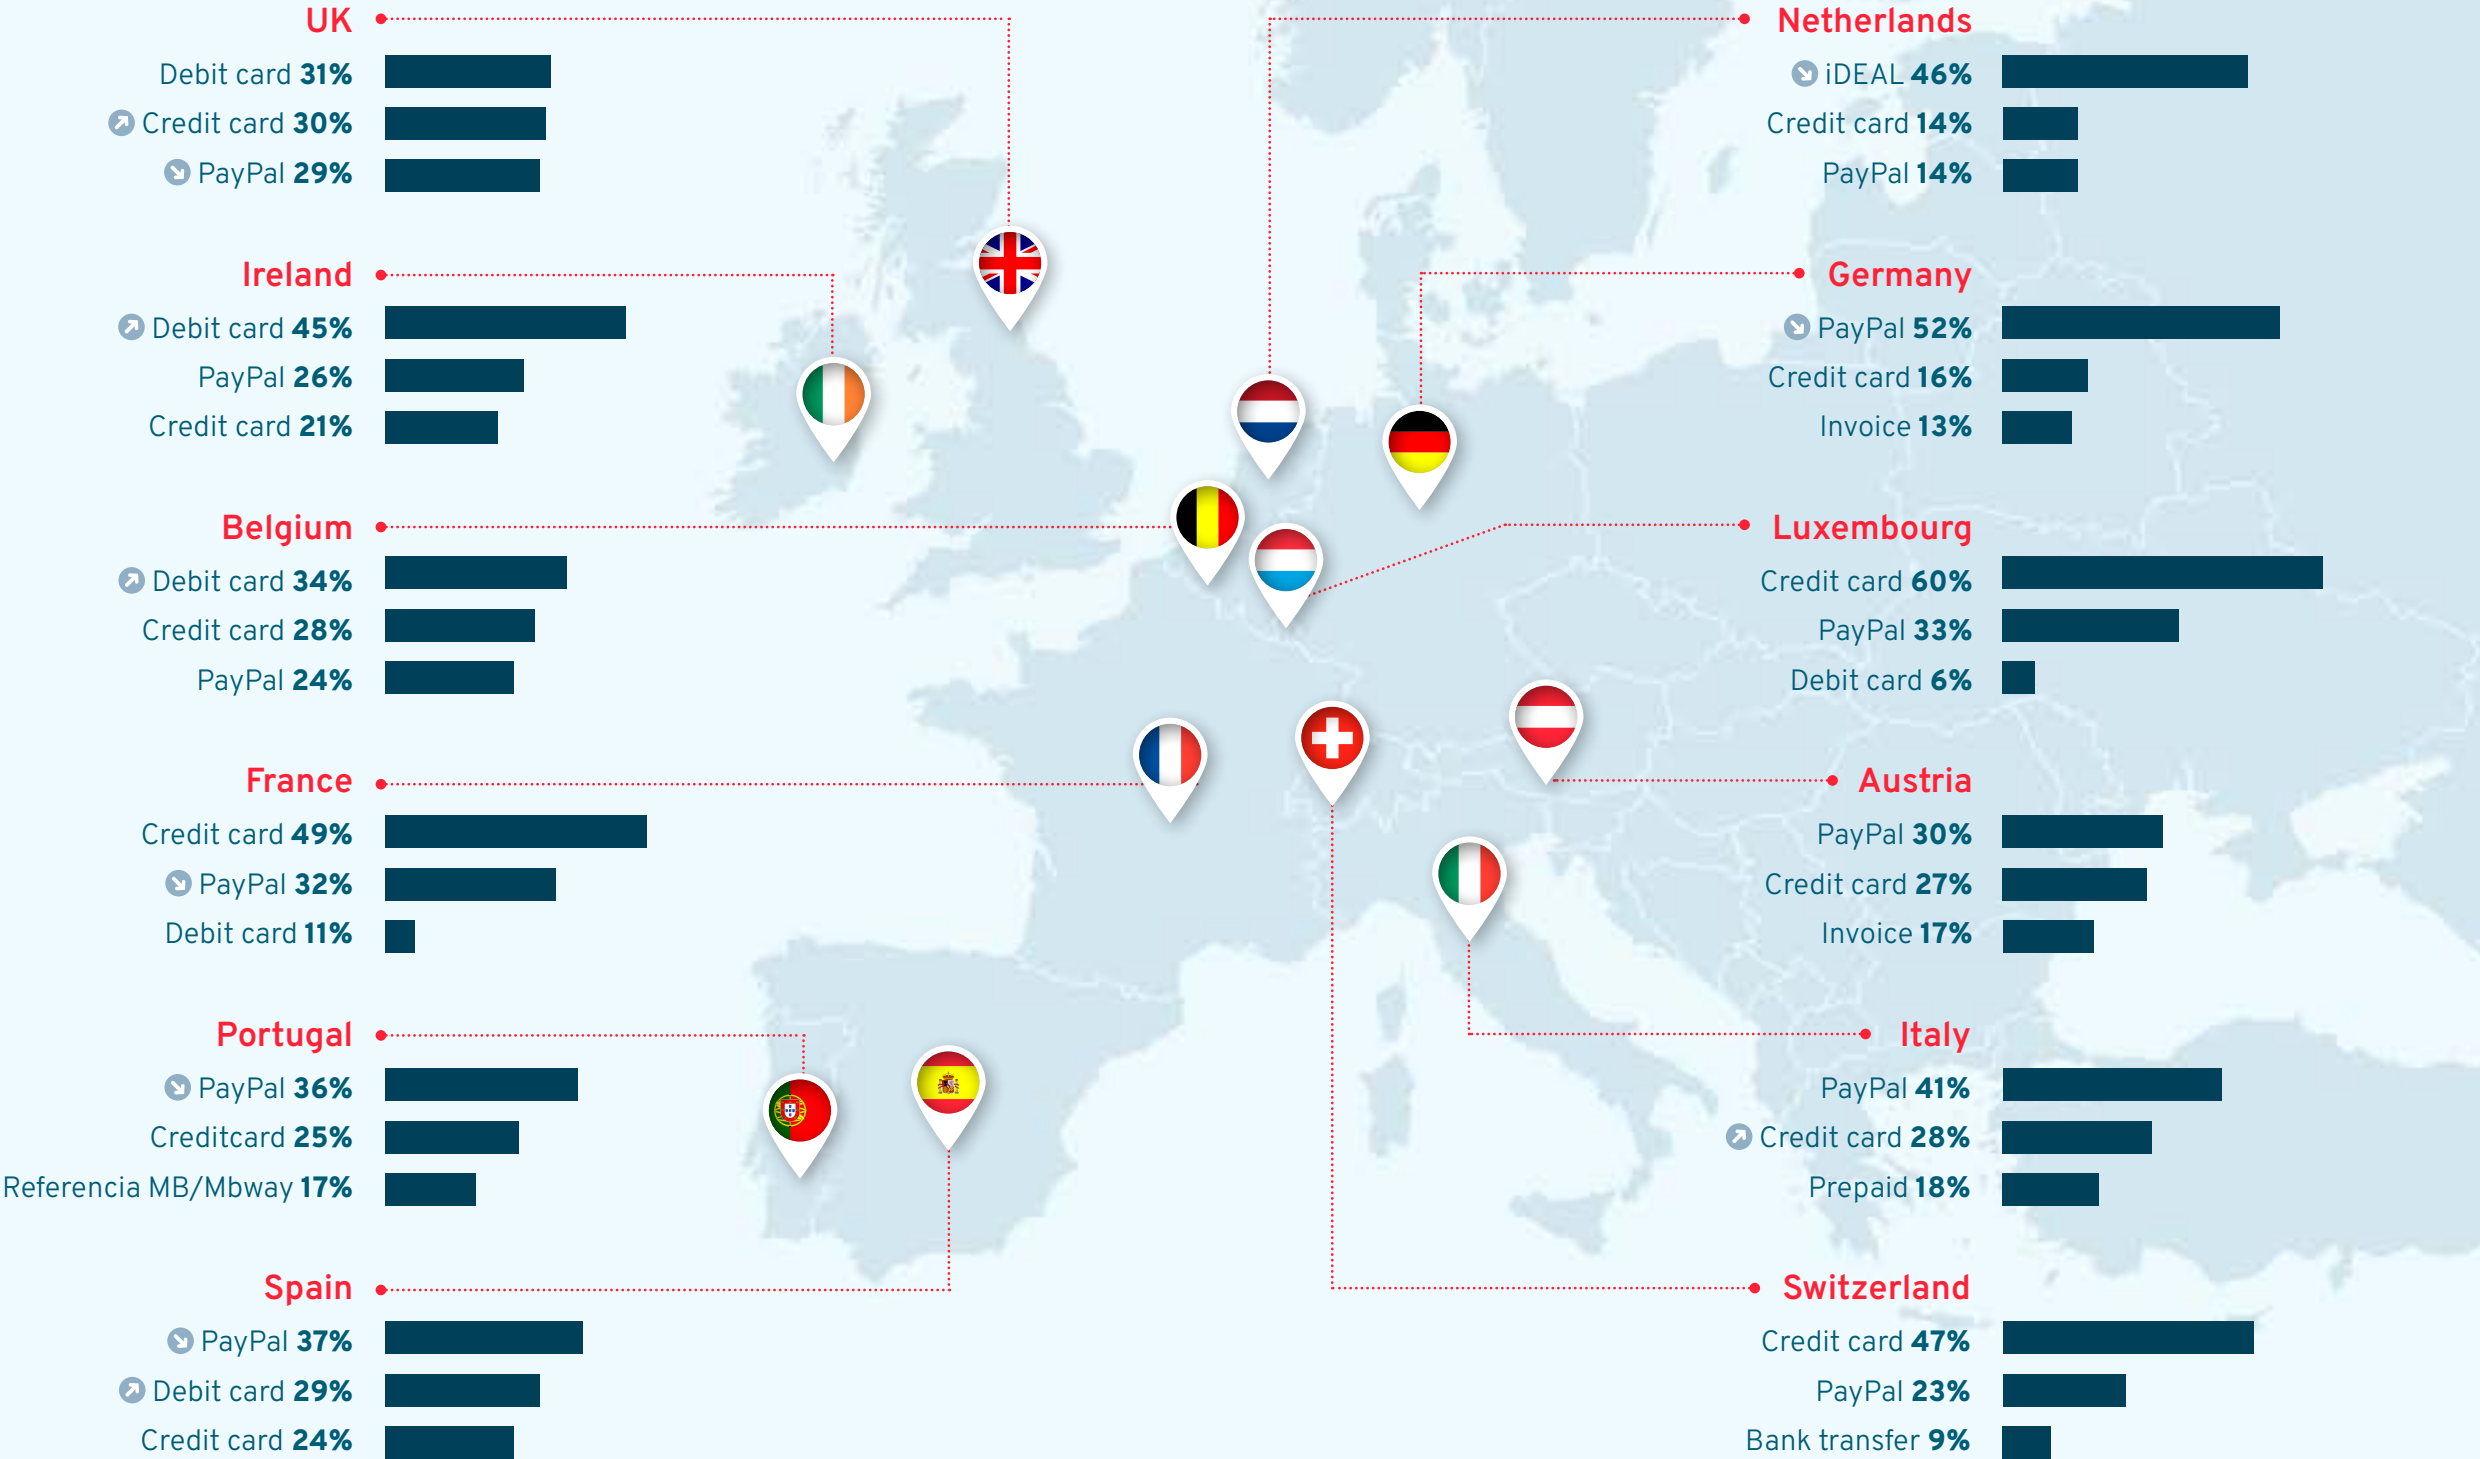 UK
Debit card 31%
Credit card 30%
PayPal 29%
Ireland
Debit card 45%
PayPal 26%
Credit card 21%
Belgium
Debit card 34%
Credit card 28%
PayPal 24%
France
Credit card 49%
PayPal 32%
Debit card 11%
Portugal
PayPal 36%
Creditcard 25%
Referencia MB/Mbway 17%
Spain
PayPal 37%
Debit card 29%
Credit card 24%
Netherlands
iDEAL 46%
Credit card 14%
PayPal 14%
Germany
PayPal 52%
Credit card 16%
Invoice 13%
Luxembourg
Credit card 60%
PayPal 33%
Debit card 6%
Austria
PayPal 30%
Credit card 27%
Invoice 17%
Italy
PayPal 41%
Credit card 28%
Prepaid 18%
Switzerland
Credit card 47%
PayPal 23%
Bank transfer 9%